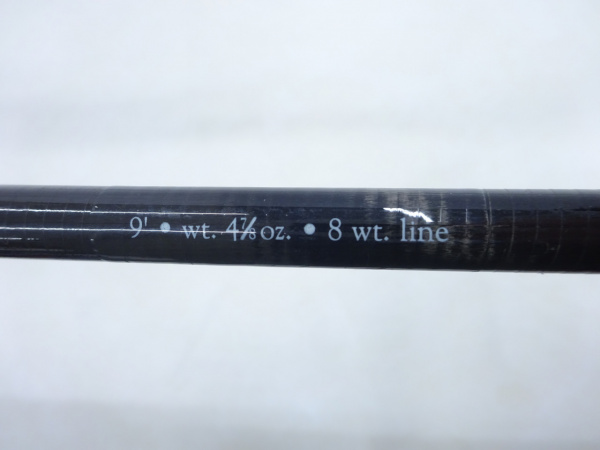 9' • wt. 4⅞ oz. • 8 wt. line